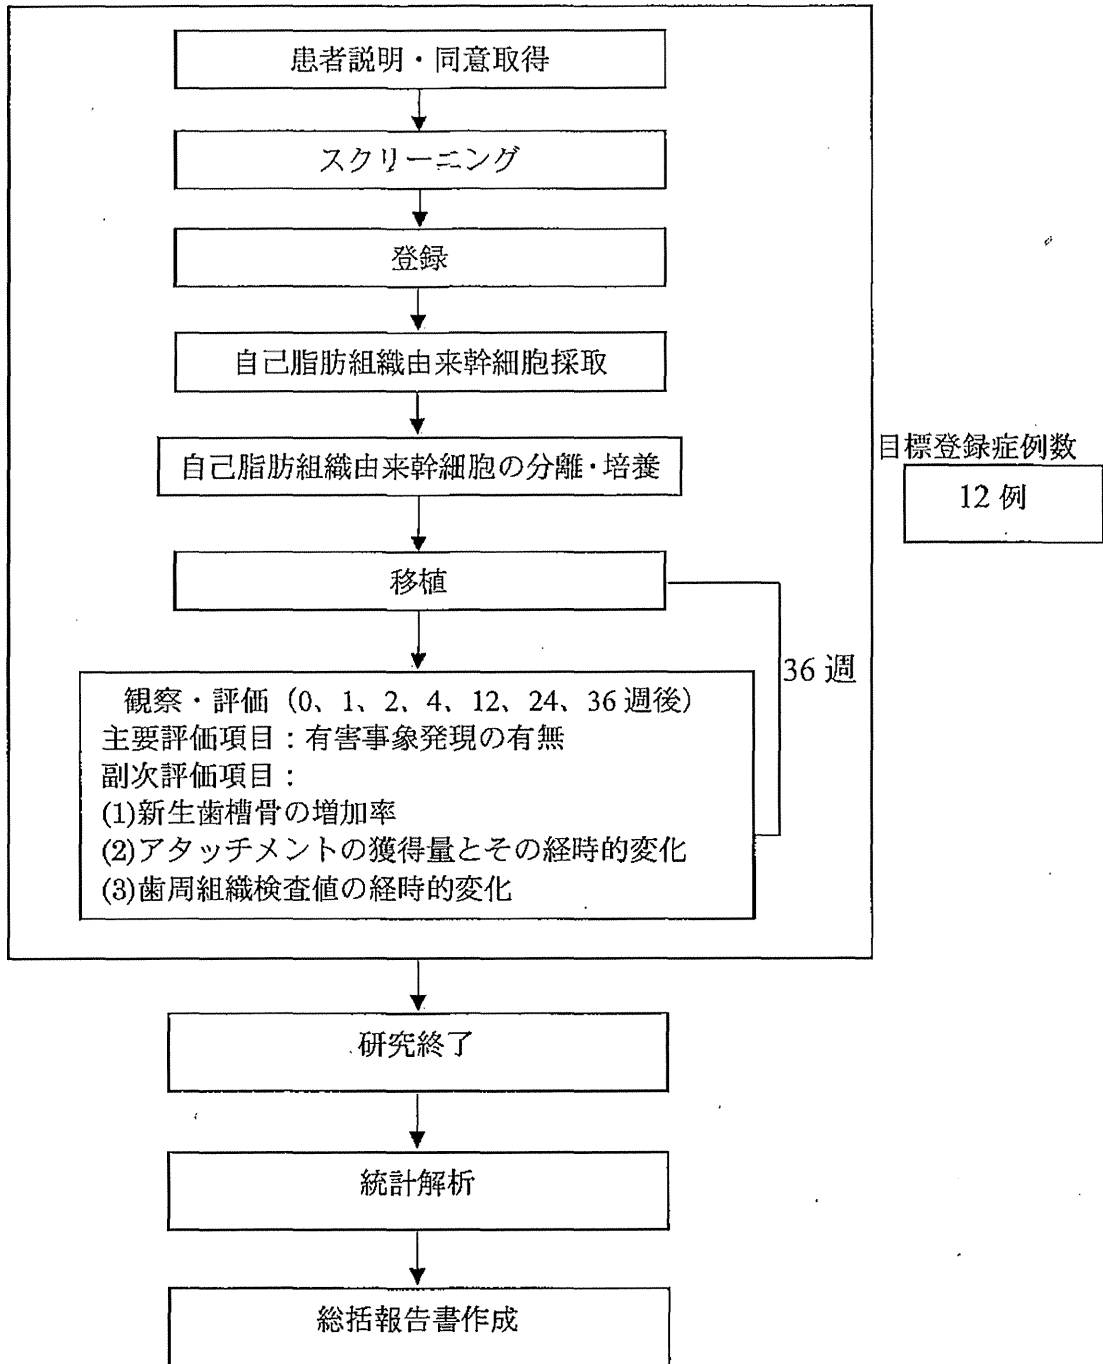 患者説明・同意取得
スクリーニング
登録
自己脂肪組織由来幹細胞採取
自己脂肪組織由来幹細胞の分離・培養
目標登録症例数
12 例
移植
36 週
観察・評価（0、1、2、4、12、24、36 週後）
主要評価項目：有害事象発現の有無
副次評価項目：
(1)新生歯槽骨の増加率
(2)アタッチメントの獲得量とその経時的変化
(3)歯周組織検査値の経時的変化
研究終了
統計解析
総括報告書作成